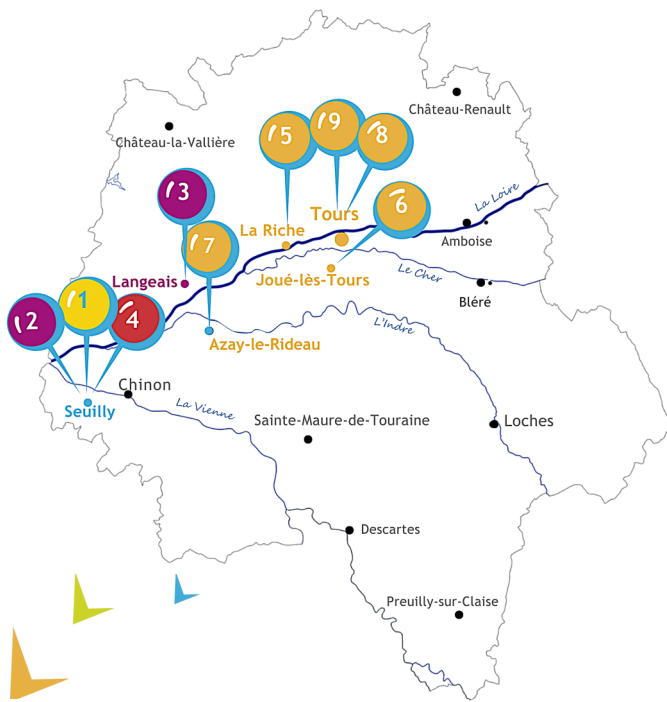 Château-Renault
Château-la-Vallière
5
9
8
3
6
7
La Loire
Tours
La Riche
Amboise
Le Cher
Joué-lès-Tours
Langeais
Bléré
2
1
4
L'Indre
Azay-le-Rideau
Chinon
La Vienne
Seuilly
Sainte-Maure-de-Touraine
Loches
Descartes
Preuilly-sur-Claise